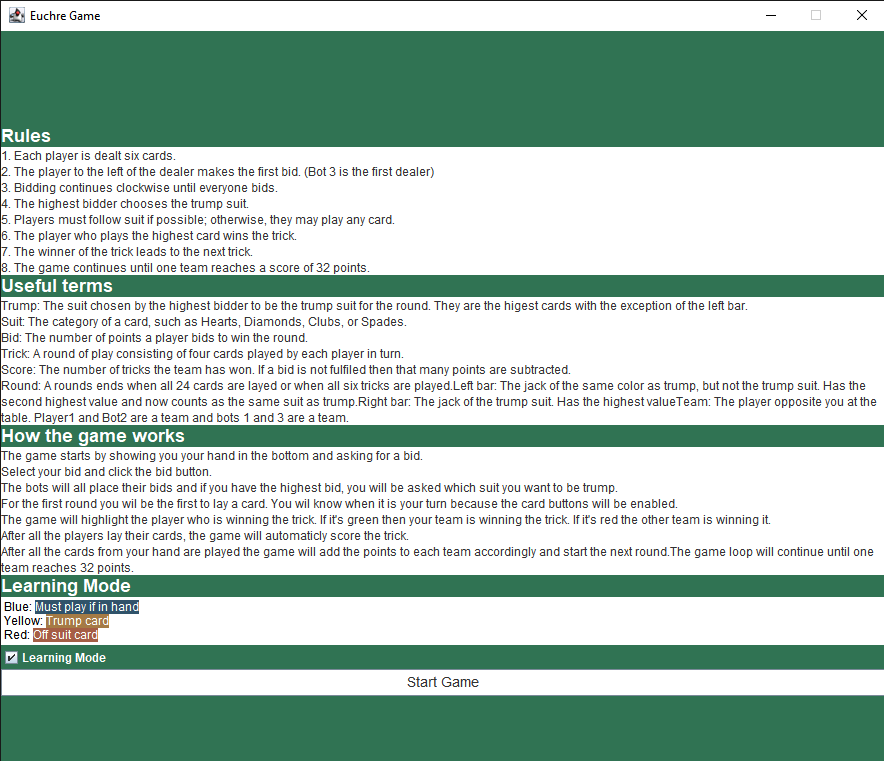 Euchre Game
Rules
1. Each player is dealt six cards.
2. The player to the left of the dealer makes the first bid. (Bot 3 is the first dealer)
3. Bidding continues clockwise until everyone bids.
4. The highest bidder chooses the trump suit.
5. Players must follow suit if possible; otherwise, they may play any card.
6. The player who plays the highest card wins the trick.
7. The winner of the trick leads to the next trick.
8. The game continues until one team reaches a score of 32 points.
Useful terms
Trump: The suit chosen by the highest bidder to be the trump suit for the round. They are the higest cards with the exception of the left bar.
Suit: The category of a card, such as Hearts, Diamonds, Clubs, or Spades.
Bid: The number of points a player bids to win the round.
Trick: A round of play consisting of four cards played by each player in turn.
Score: The number of tricks the team has won. If a bid is not fulfiled then that many points are subtracted.
Round: A rounds ends when all 24 cards are layed or when all six tricks are played.Left bar: The jack of the same color as trump, but not the trump suit. Has the
second highest value and now counts as the same suit as trump.Right bar: The jack of the trump suit. Has the highest valueTeam: The player opposite you at the
table. Player1 and Bot2 are a team and bots 1 and 3 are a team.
How the game works
The game starts by showing you your hand in the bottom and asking for a bid.
Select your bid and click the bid button.
The bots will all place their bids and if you have the highest bid, you will be asked which suit you want to be trump.
For the first round you wil be the first to lay a card. You wil know when it is your turn because the card buttons will be enabled.
The game will highlight the player who is winning the trick. If it's green then your team is winning the trick. If it's red the other team is winning it.
After all the players lay their cards, the game will automaticly score the trick.
After all the cards from your hand are played the game will add the points to each team accordingly and start the next round.The game loop will continue until one
team reaches 32 points.
Learning Mode
Blue: Must play if in hand
Yellow: Trump card
Red: Off suit card
Learning Mode
Start Game